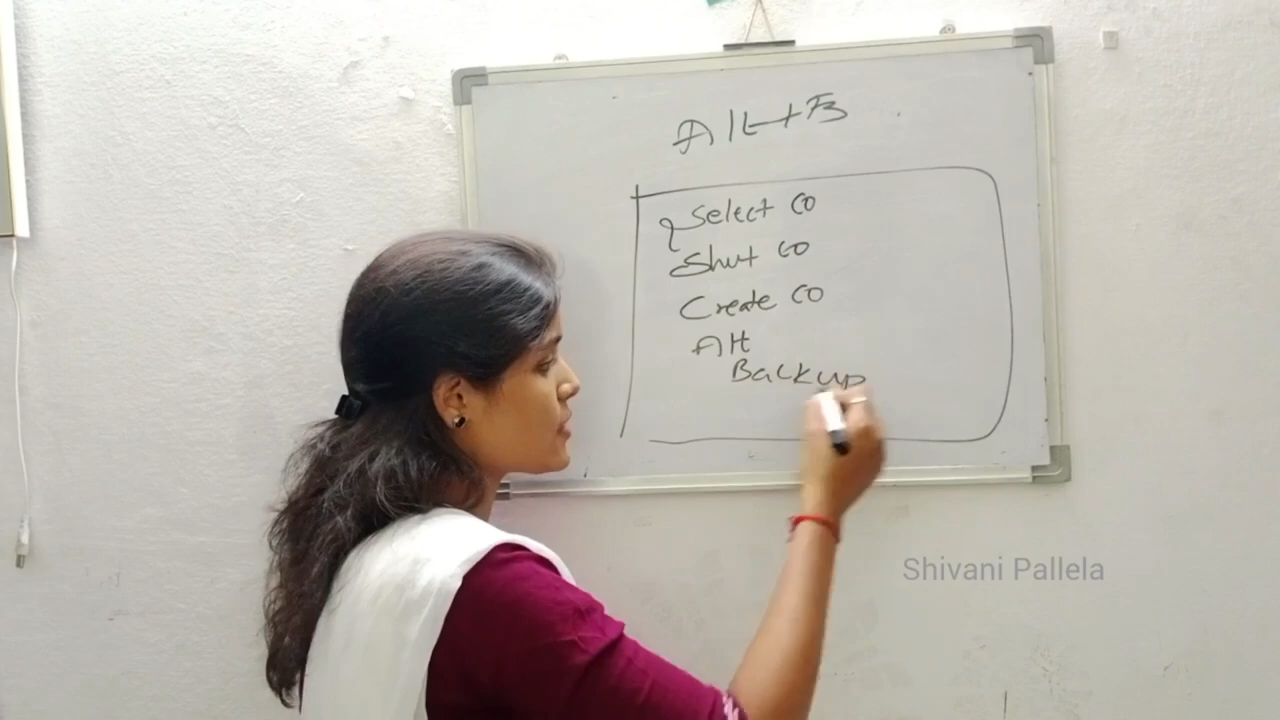 Alt+F3
Select CO
Shut CO
Create CO
Alt
Backup
Shivani Pallela